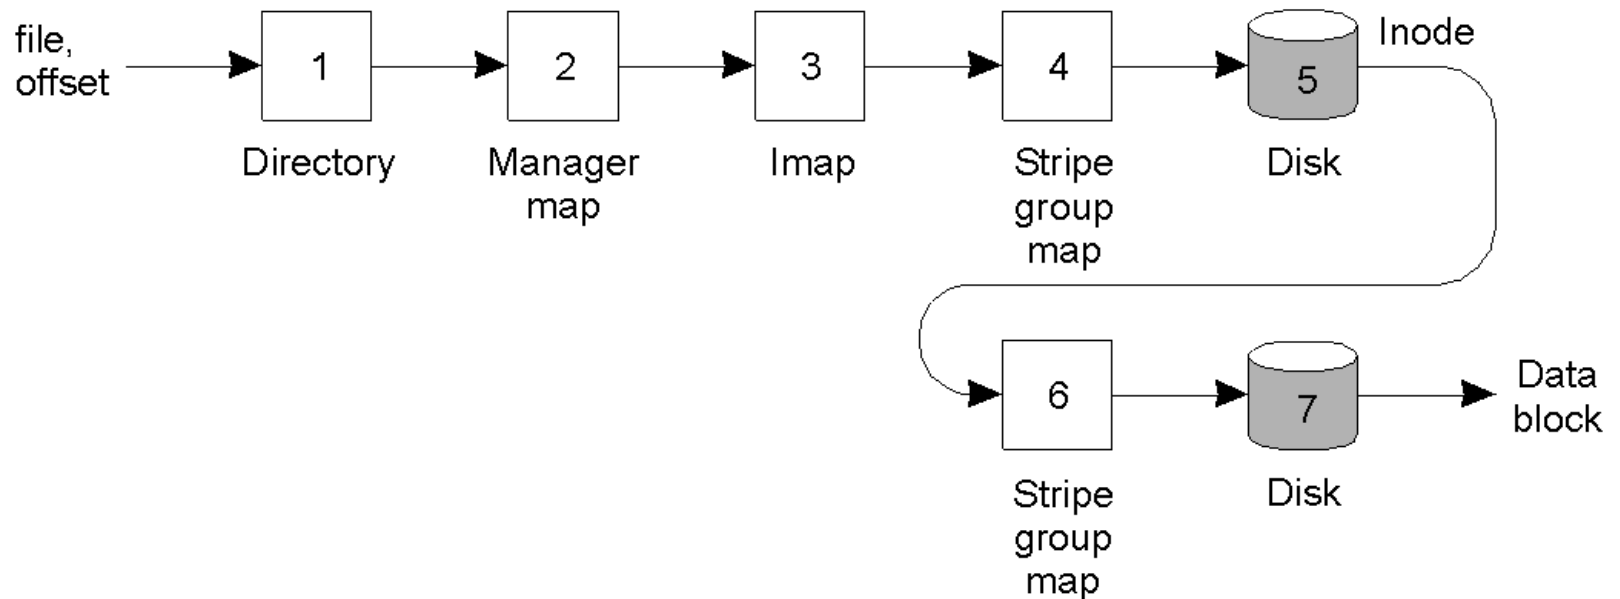 file,
offset
1
2
3
4
5
Inode
Directory
Manager
map
Imap
Stripe
group
map
Disk
6
7
Data
block
Stripe
group
map
Disk